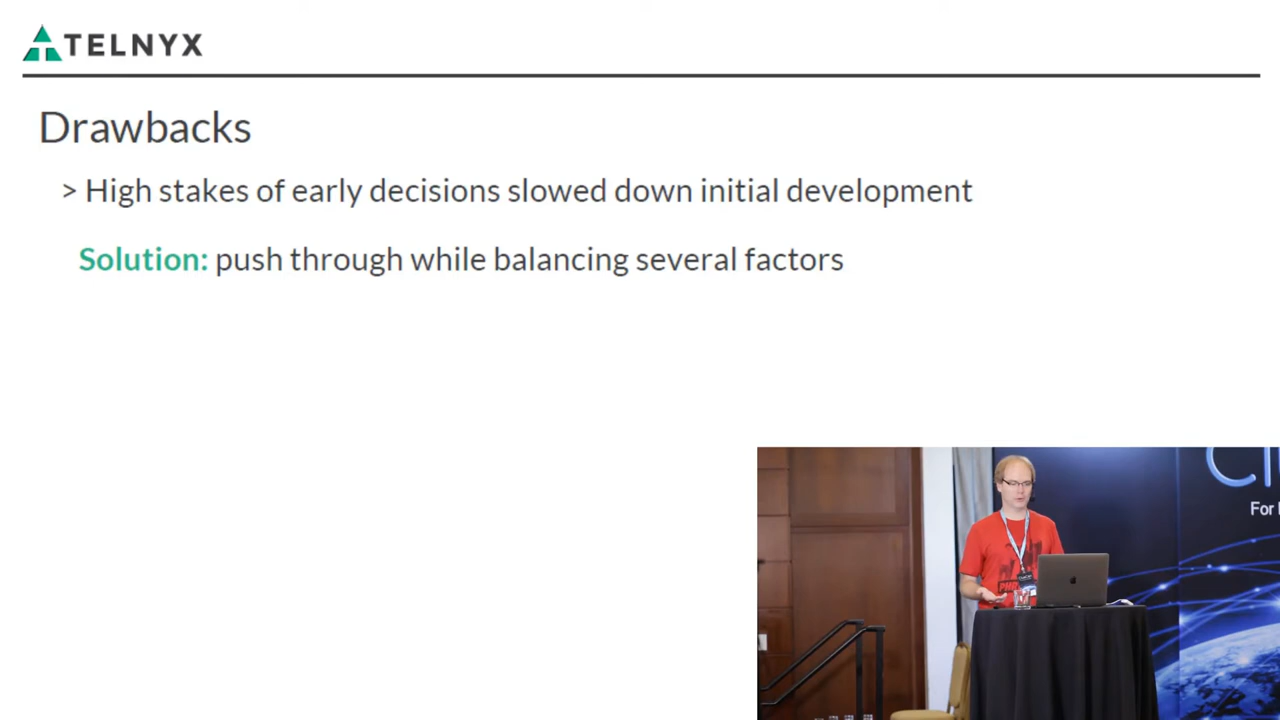 TELNYX
Drawbacks
> High stakes of early decisions slowed down initial development
Solution: push through while balancing several factors
For